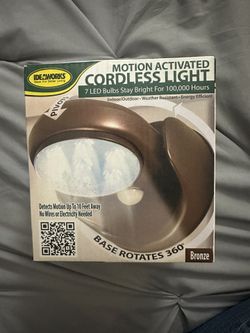 IDEAWORKS
MOTION ACTIVATED
CORDLESS LIGHT
7 LED Bulbs Stay Bright For 100,000 Hours
Indoor/Outdoor • Weather Resistant • Energy Efficient
PIVOTS
Detects Motion Up To 10 Feet Away
No Wires or Electricity Needed
BASE ROTATES 360°
Bronze